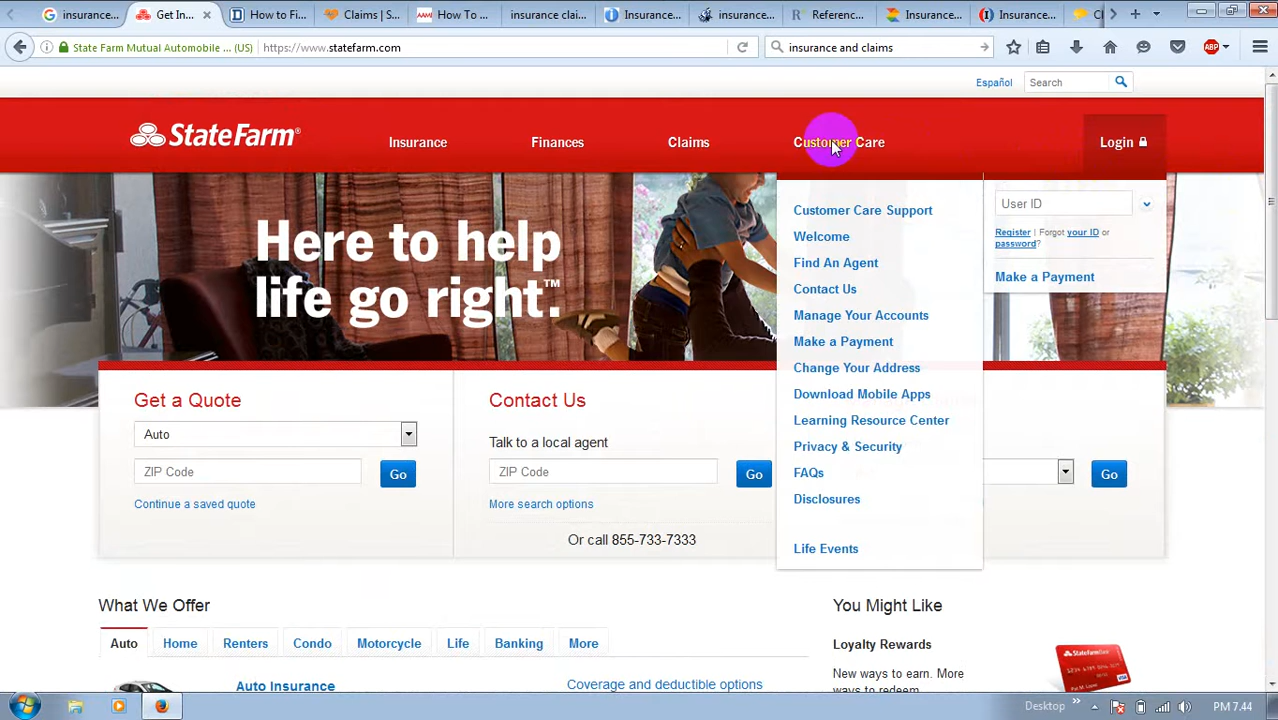 insurance
Get In...
How to Fi...
Claims | S...
How To ...
insurance clai...
Insurance...
insurance...
Referenc...
Insurance...
Insurance...
State Farm Mutual Automobile ... (US)
https://www.statefarm.com
insurance and claims
ABP
Español
Search
StateFarm®
Insurance
Finances
Claims
Customer Care
Login
Here to help
life go right.™
Customer Care Support
Welcome
Find An Agent
Contact Us
Manage Your Accounts
Make a Payment
Change Your Address
Download Mobile Apps
Learning Resource Center
Privacy & Security
FAQs
Disclosures
Life Events
User ID
Register | Forgot your ID or
password?
Make a Payment
Get a Quote
Auto
ZIP Code
Go
Continue a saved quote
Contact Us
Talk to a local agent
ZIP Code
Go
More search options
Or call 855-733-7333
Go
What We Offer
Auto
Home
Renters
Condo
Motorcycle
Life
Banking
More
Auto Insurance
Coverage and deductible options
You Might Like
Loyalty Rewards
New ways to earn. More
ways to redeem.
StateFarm
VISA
Desktop
PM 7.44